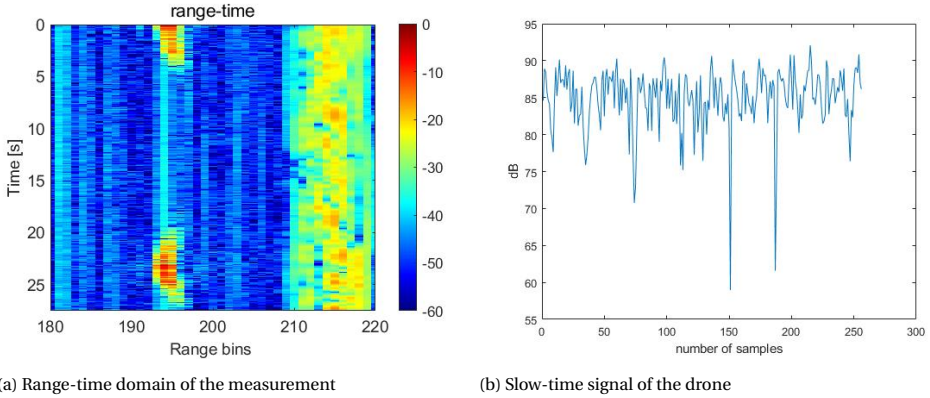 range-time
0
5
10
15
20
25
Time [s]
180 190 200 210 220
Range bins
0
-10
-20
-30
-40
-50
-60
95
90
85
80
75
70
65
60
55
dB
0 50 100 150 200 250 300
number of samples
a) Range-time domain of the measurement
(b) Slow-time signal of the drone